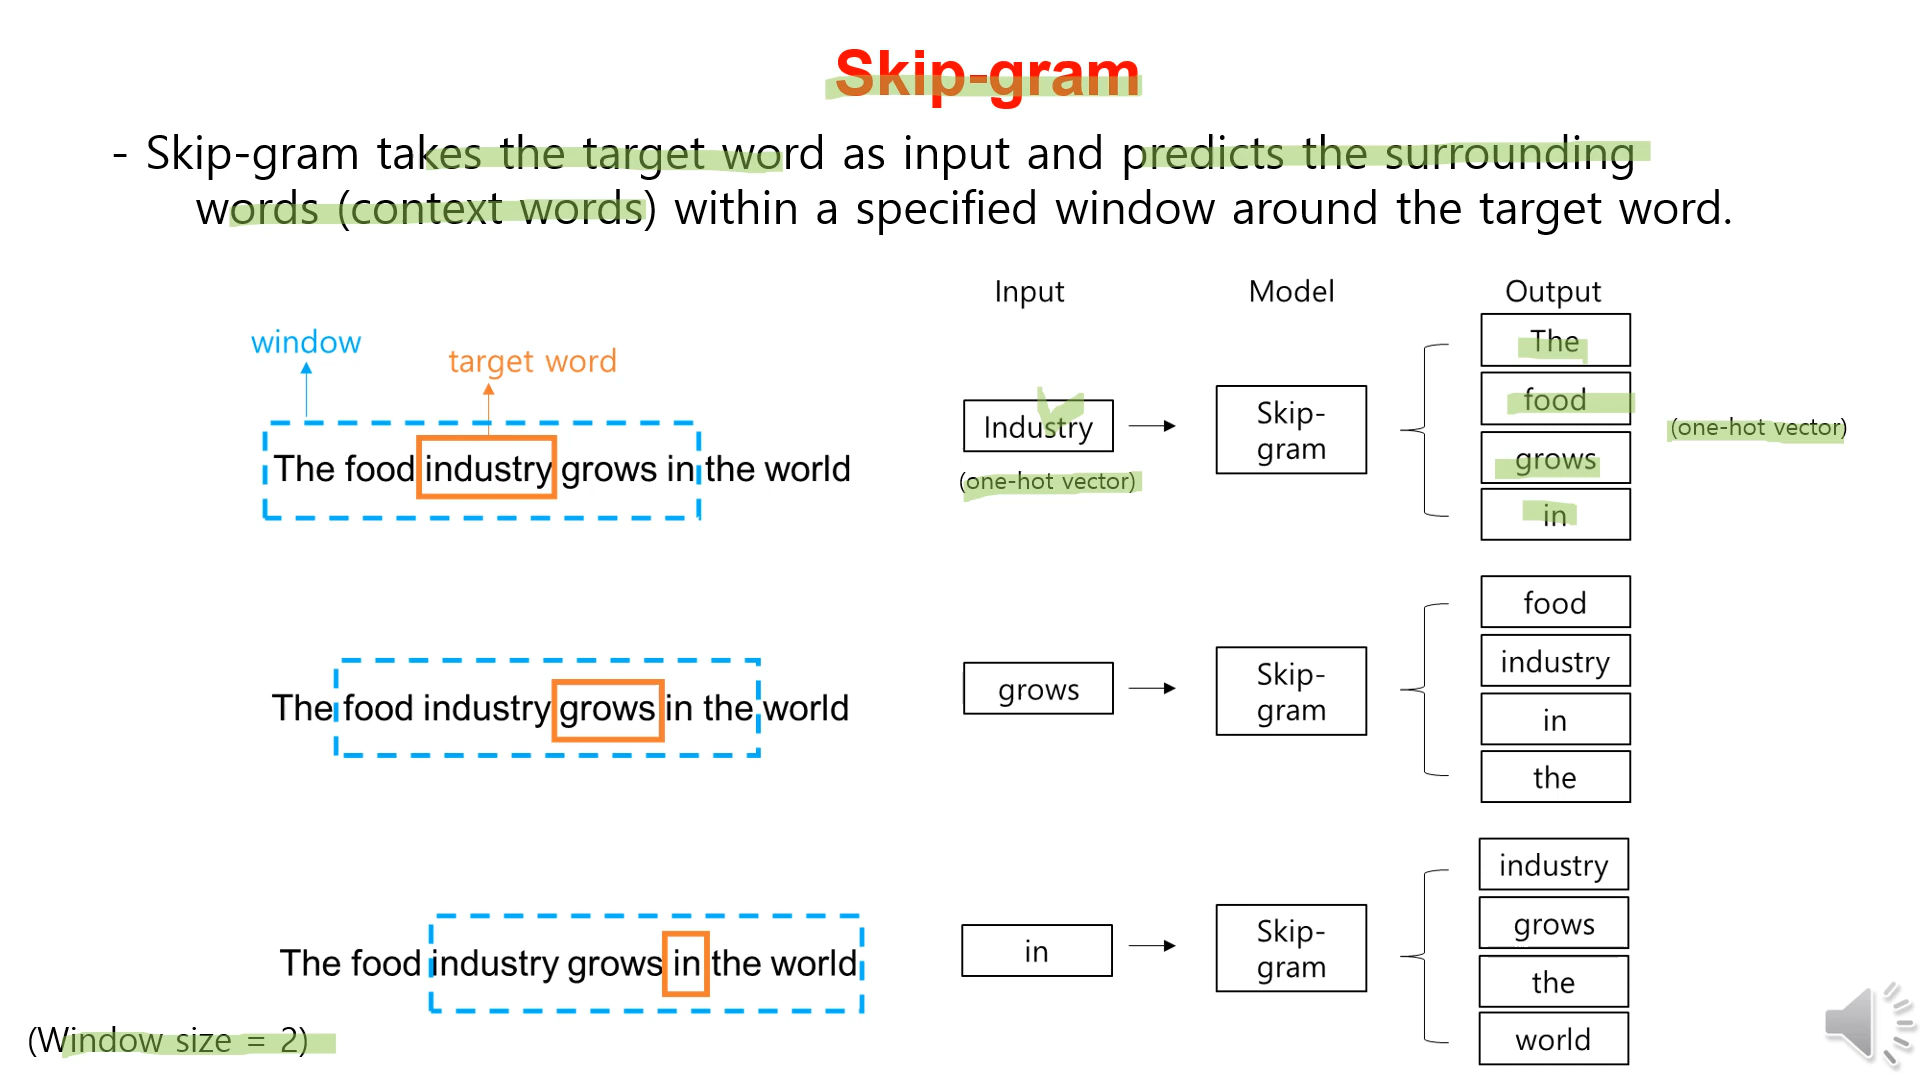 Skip-gram
- Skip-gram takes the target word as input and predicts the surrounding
words (context words) within a specified window around the target word.
Input Model Output
window
target word
The food industry grows in the world
Industry
(one-hot vector)
Skip-
gram
The
food
grows
in
(one-hot vector)
The food industry grows in the world
grows
Skip-
gram
food
industry
in
the
The food industry grows in the world
in
Skip-
gram
industry
grows
the
world
(Window size = 2)